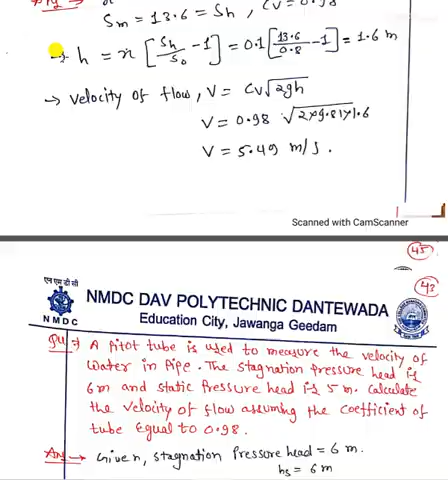 Sm = 13.6 = Sh , Cv = 0.98
→ h = x [ Sh/So - 1 ] = 0.1 [ 13.6/0.8 - 1 ] = 1.6 m
→ Velocity of flow, V = Cv√2gh
V = 0.98 √2×9.81×1.6
V = 5.49 m/s.
Scanned with CamScanner
45
43
एन एम डी सी
NMDC
NMDC DAV POLYTECHNIC DANTEWADA
Education City, Jawanga Geedam
Qu → A pitot tube is used to measure the velocity of
water in Pipe. The stagnation pressure head is
6m and static Pressure head is 5 m. Calculate
the velocity of flow assuming the coefficient of
tube Equal to 0.98.
Ans → Given, stagnation Pressure head = 6 m.
hs = 6m